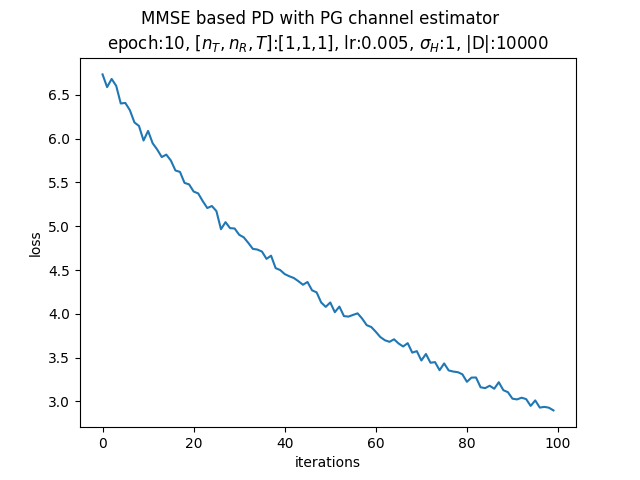 MMSE based PD with PG channel estimator
epoch:10, [n_T, n_R, T]:[1,1,1], lr:0.005, σ_H:1, |D|:10000
6.5
6.0
5.5
5.0
4.5
4.0
3.5
3.0
loss
0 20 40 60 80 100
iterations